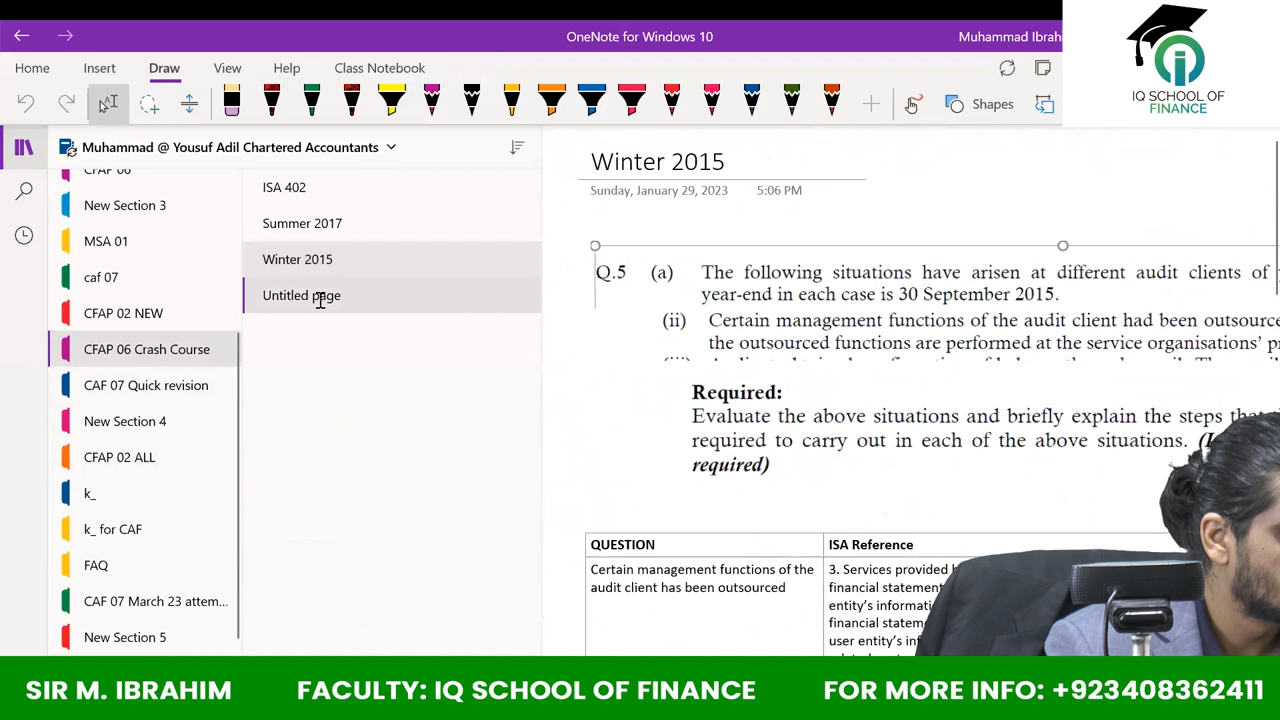 OneNote for Windows 10
Muhammad Ibrah
Home Insert Draw View Help Class Notebook
Shapes
IQ SCHOOL OF
FINANCE
Muhammad @ Yousuf Adil Chartered Accountants
CFAP 06
New Section 3
MSA 01
caf 07
CFAP 02 NEW
CFAP 06 Crash Course
CAF 07 Quick revision
New Section 4
CFAP 02 ALL
k_
k_ for CAF
FAQ
CAF 07 March 23 attem...
New Section 5
ISA 402
Summer 2017
Winter 2015
Untitled page
Winter 2015
Sunday, January 29, 2023 5:06 PM
Q.5 (a) The following situations have arisen at different audit clients of
year-end in each case is 30 September 2015.
(ii) Certain management functions of the audit client had been outsource
the outsourced functions are performed at the service organisations' pr
Required:
Evaluate the above situations and briefly explain the steps
required to carry out in each of the above situations.
required)
QUESTION ISA Reference
Certain management functions of the
audit client has been outsourced
3. Services provided
financial statement
entity's informati
financial statem
user entity's inf
SIR M. IBRAHIM FACULTY: IQ SCHOOL OF FINANCE FOR MORE INFO: +923408362411